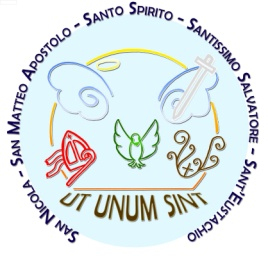 San Nicola - San Matteo Apostolo - Santo Spirito - Santissimo Salvatore - Sant'Eustachio
UT UNUM SINT